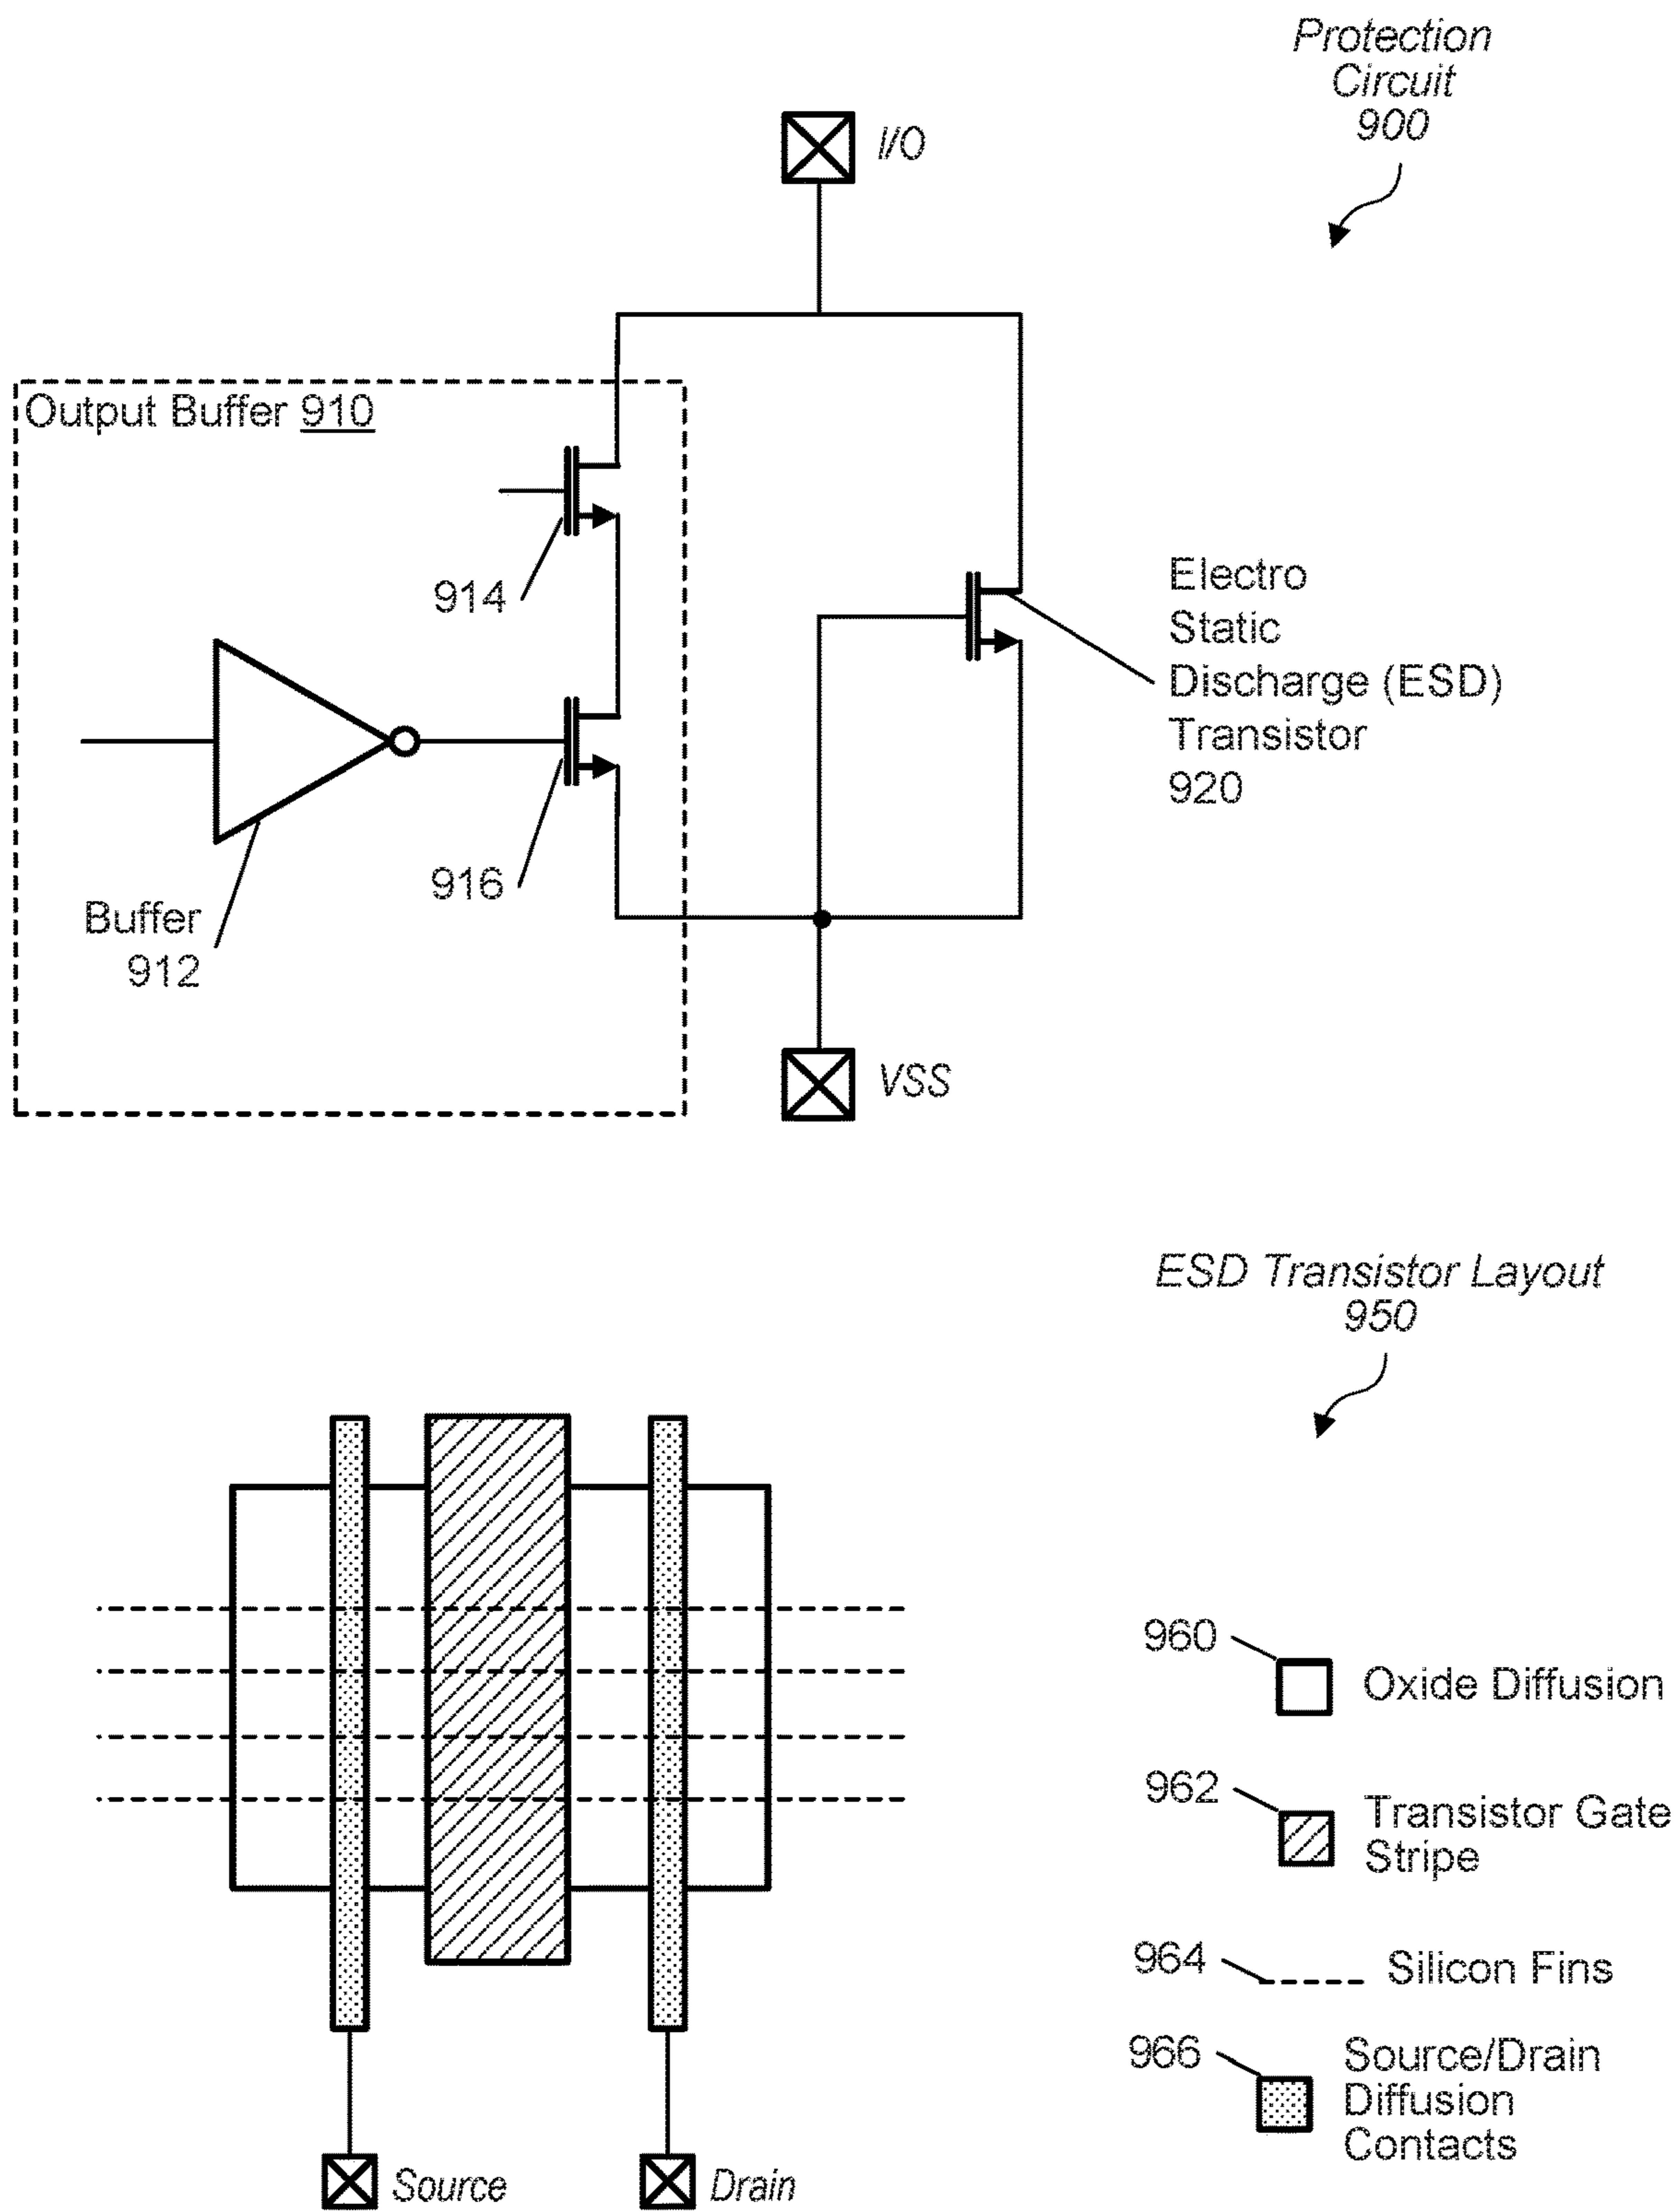 Protection
Circuit
900
I/O
Output Buffer 910
914
Electro
Static
Discharge (ESD)
Transistor
920
916
Buffer
912
VSS
ESD Transistor Layout
950
960
Oxide Diffusion
962
Transistor Gate
Stripe
964
Silicon Fins
966
Source/Drain
Diffusion
Contacts
Source
Drain